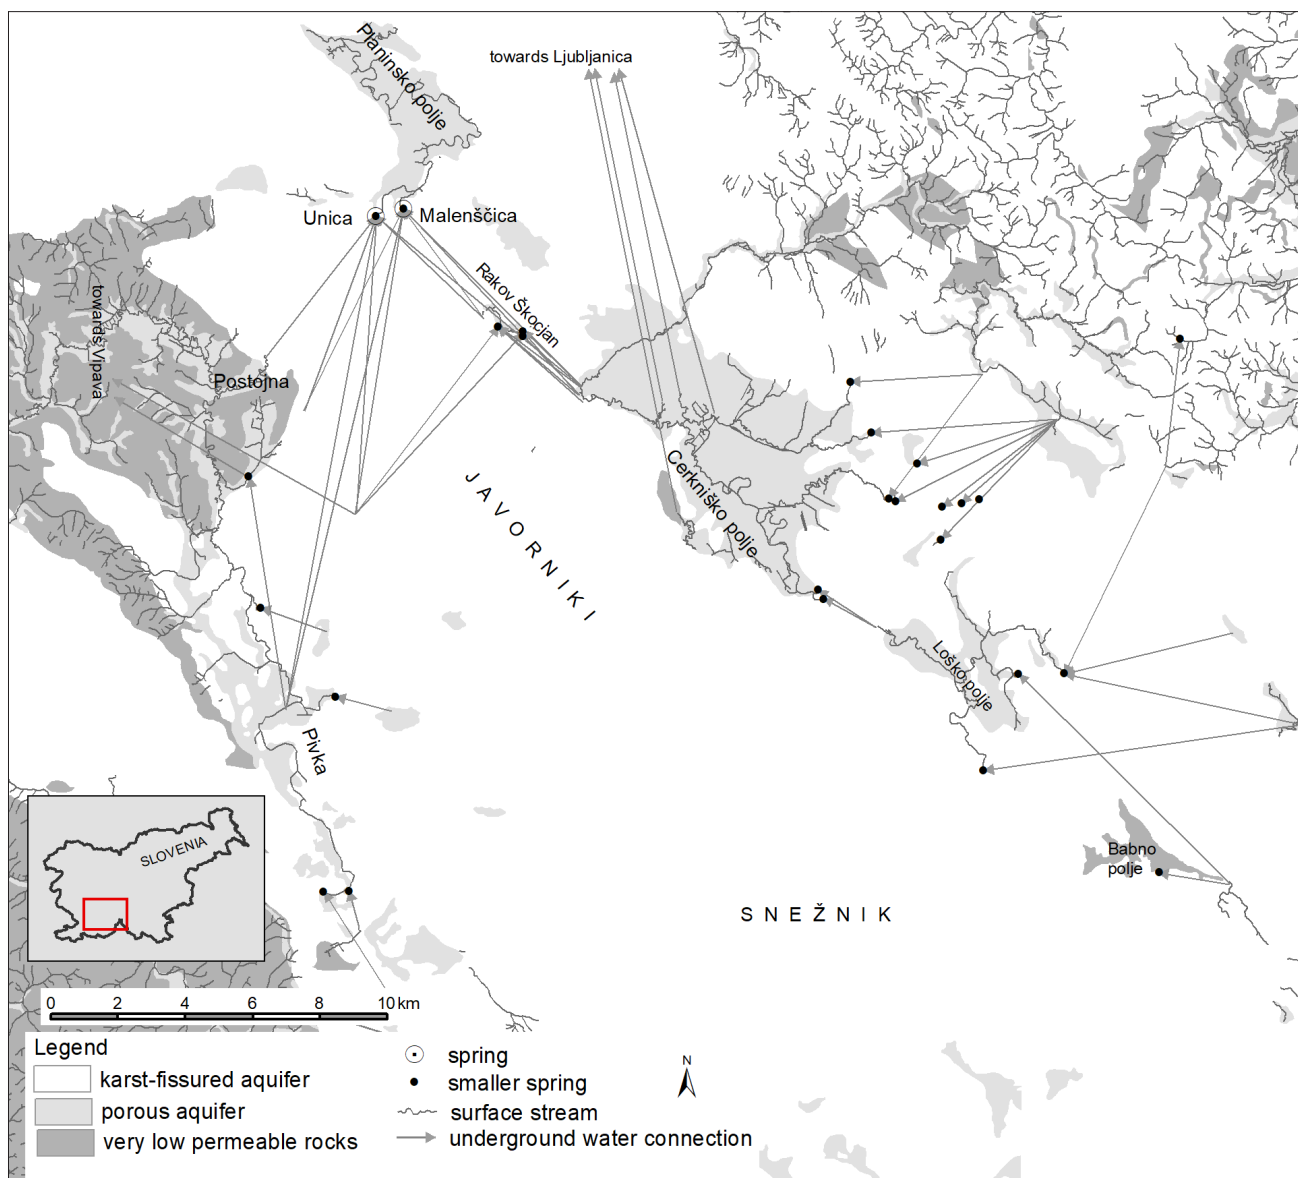 Planinsko polje
towards Ljubljanica
Unica
Malenščica
Rakov Škocjan
towards Vipava
Postojna
Cerkniško polje
JAVORNIKI
Loško polje
Pivka
SLOVENIA
Babno
polje
SNEŽNIK
0 2 4 6 8 10 km
Legend
karst-fissured aquifer
porous aquifer
very low permeable rocks
spring
smaller spring
surface stream
underground water connection
N